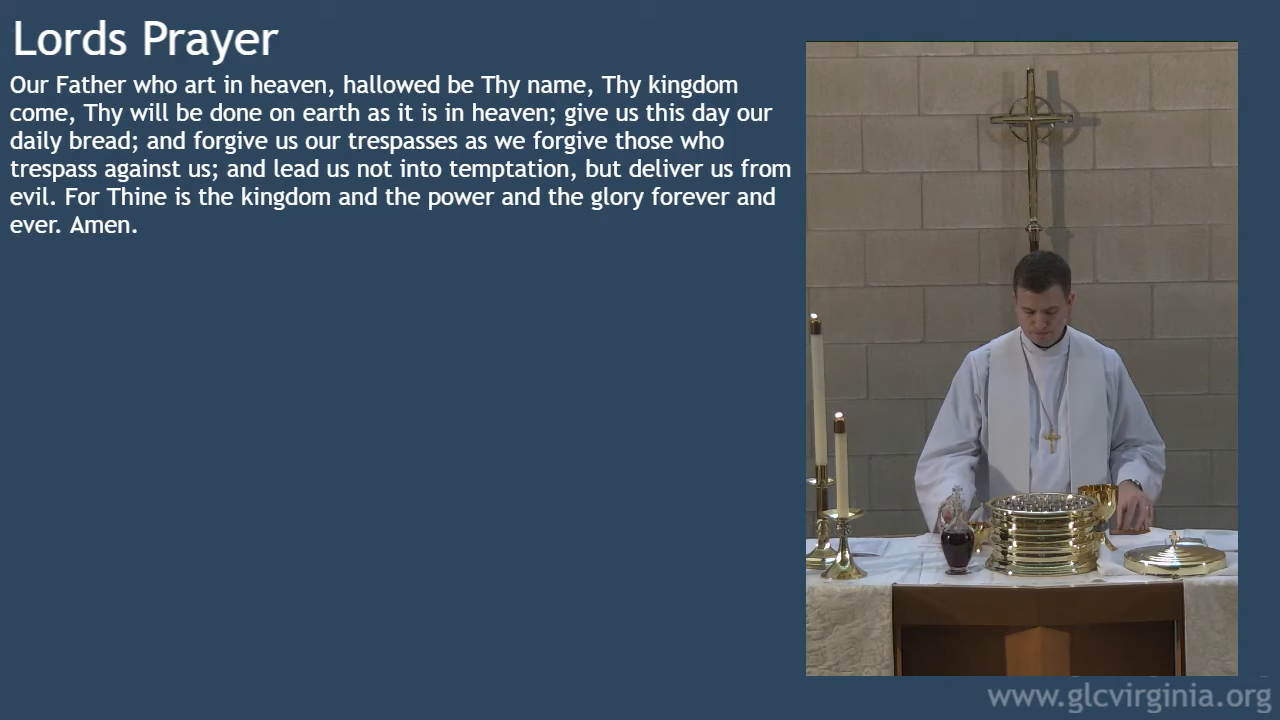 Lords Prayer
Our Father who art in heaven, hallowed be Thy name, Thy kingdom
come, Thy will be done on earth as it is in heaven; give us this day our
daily bread; and forgive us our trespasses as we forgive those who
trespass against us; and lead us not into temptation, but deliver us from
evil. For Thine is the kingdom and the power and the glory forever and
ever. Amen.
www.glcvirginia.org